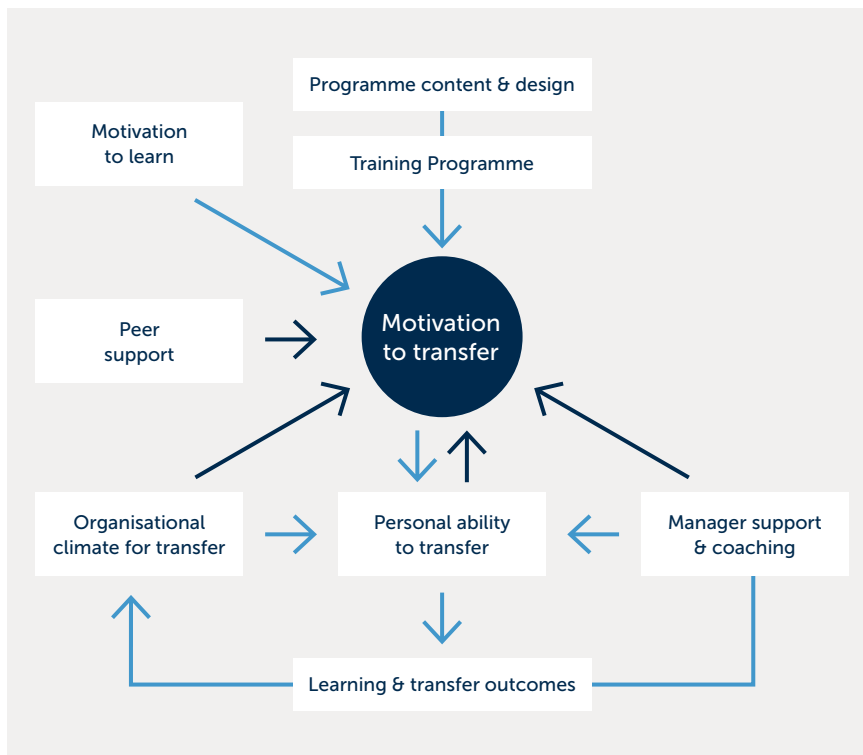 Programme content & design
Motivation
to learn
Training Programme
Motivation
to transfer
Peer
support
Organisational
climate for transfer
Personal ability
to transfer
Manager support
& coaching
Learning & transfer outcomes